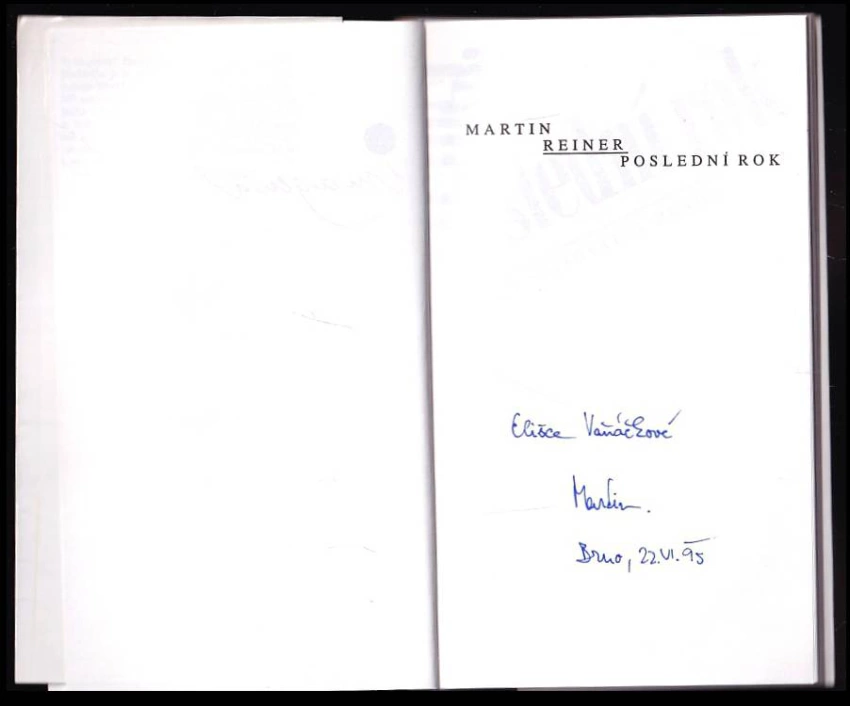 MARTIN
REINER
POSLEDNÍ ROK
Elišce Vaňáčkové
Martin.
Brno, 22.VI.95